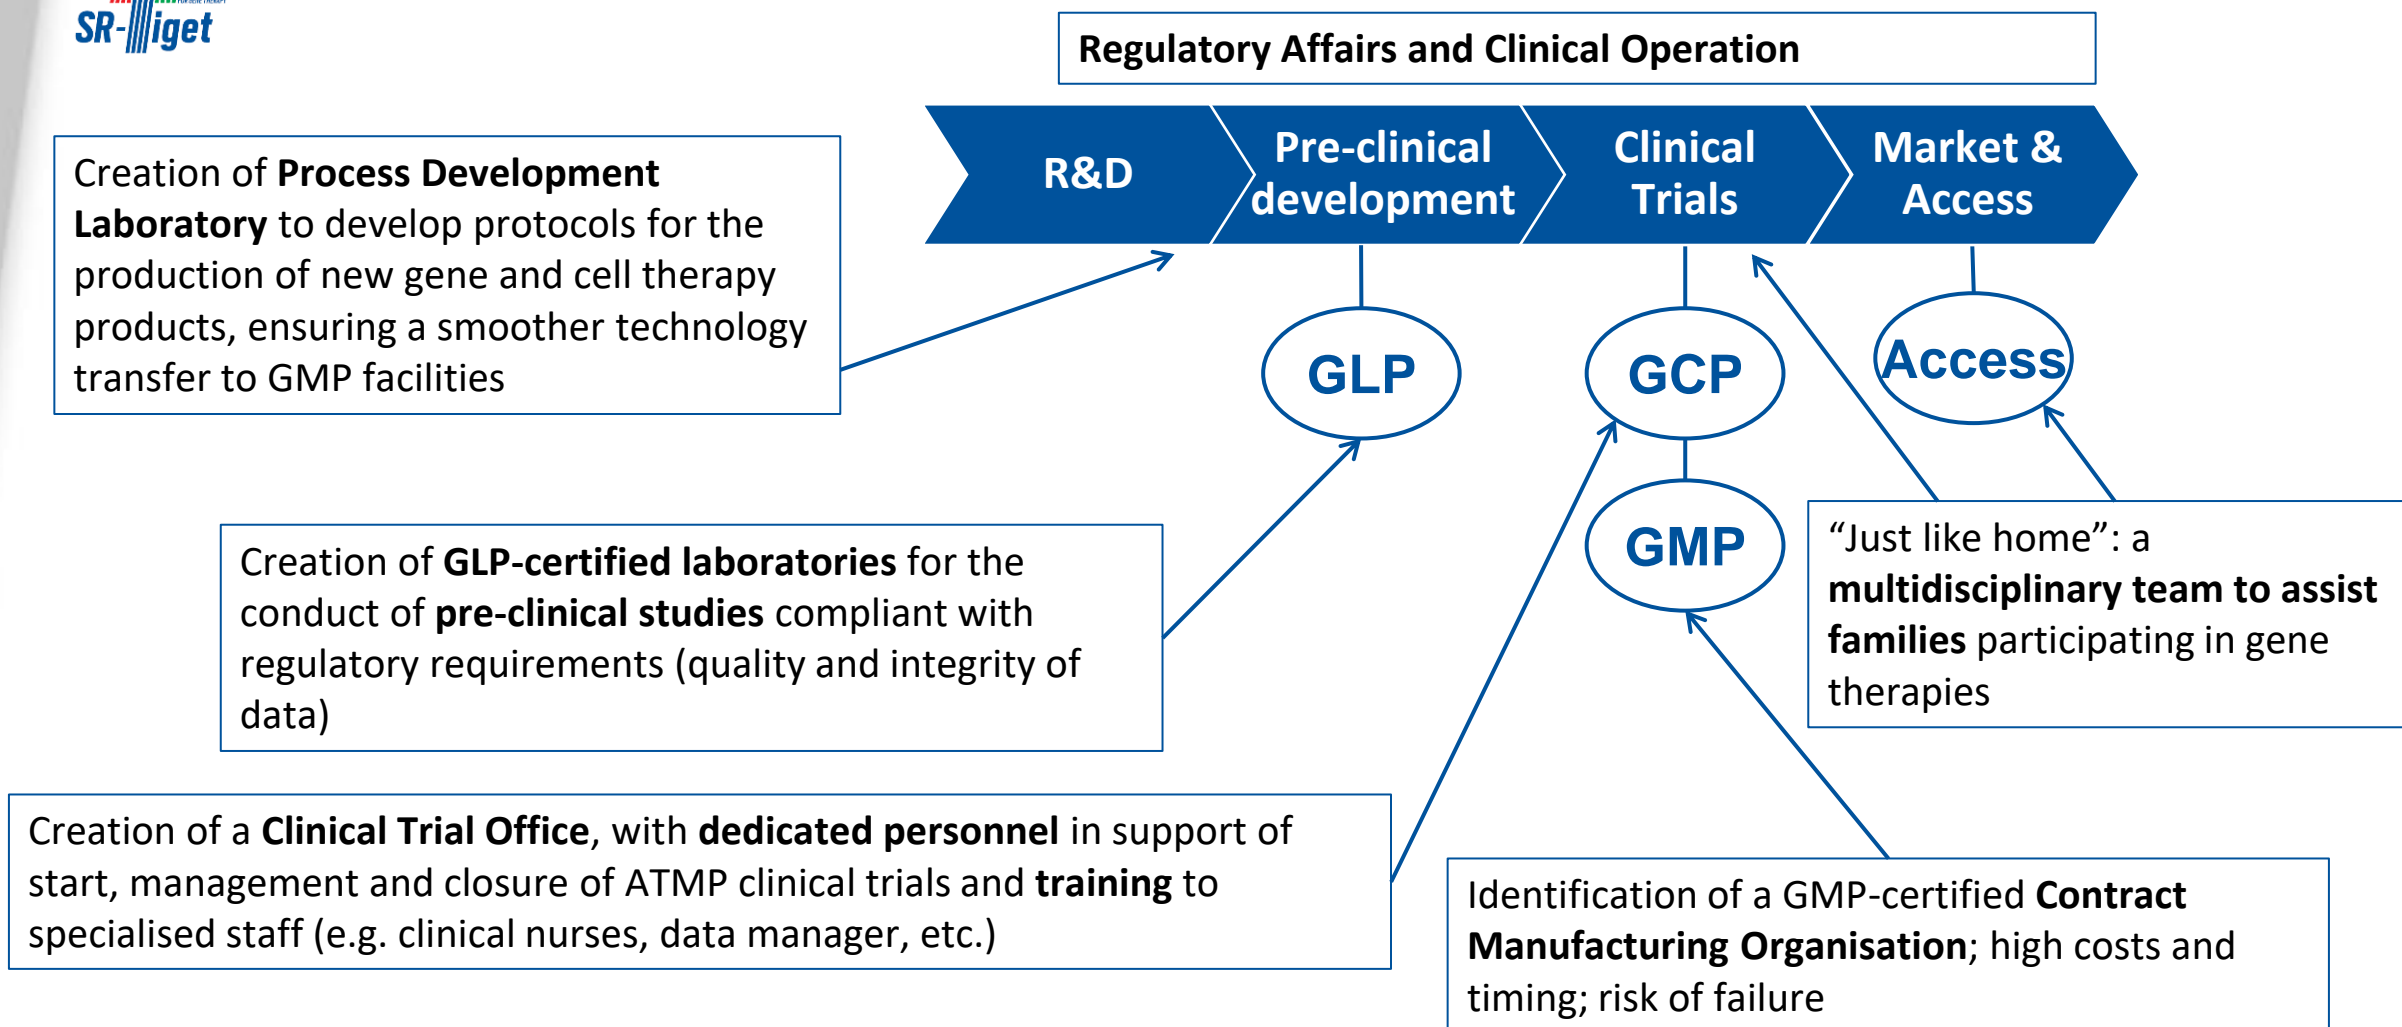 SR-Tiget
Regulatory Affairs and Clinical Operation
R&D
Pre-clinical
development
Clinical
Trials
Market &
Access
Creation of Process Development
Laboratory to develop protocols for the
production of new gene and cell therapy
products, ensuring a smoother technology
transfer to GMP facilities
GLP
GCP
Access
GMP
Creation of GLP-certified laboratories for the
conduct of pre-clinical studies compliant with
regulatory requirements (quality and integrity of
data)
“Just like home”: a
multidisciplinary team to assist
families participating in gene
therapies
Creation of a Clinical Trial Office, with dedicated personnel in support of
start, management and closure of ATMP clinical trials and training to
specialised staff (e.g. clinical nurses, data manager, etc.)
Identification of a GMP-certified Contract
Manufacturing Organisation; high costs and
timing; risk of failure